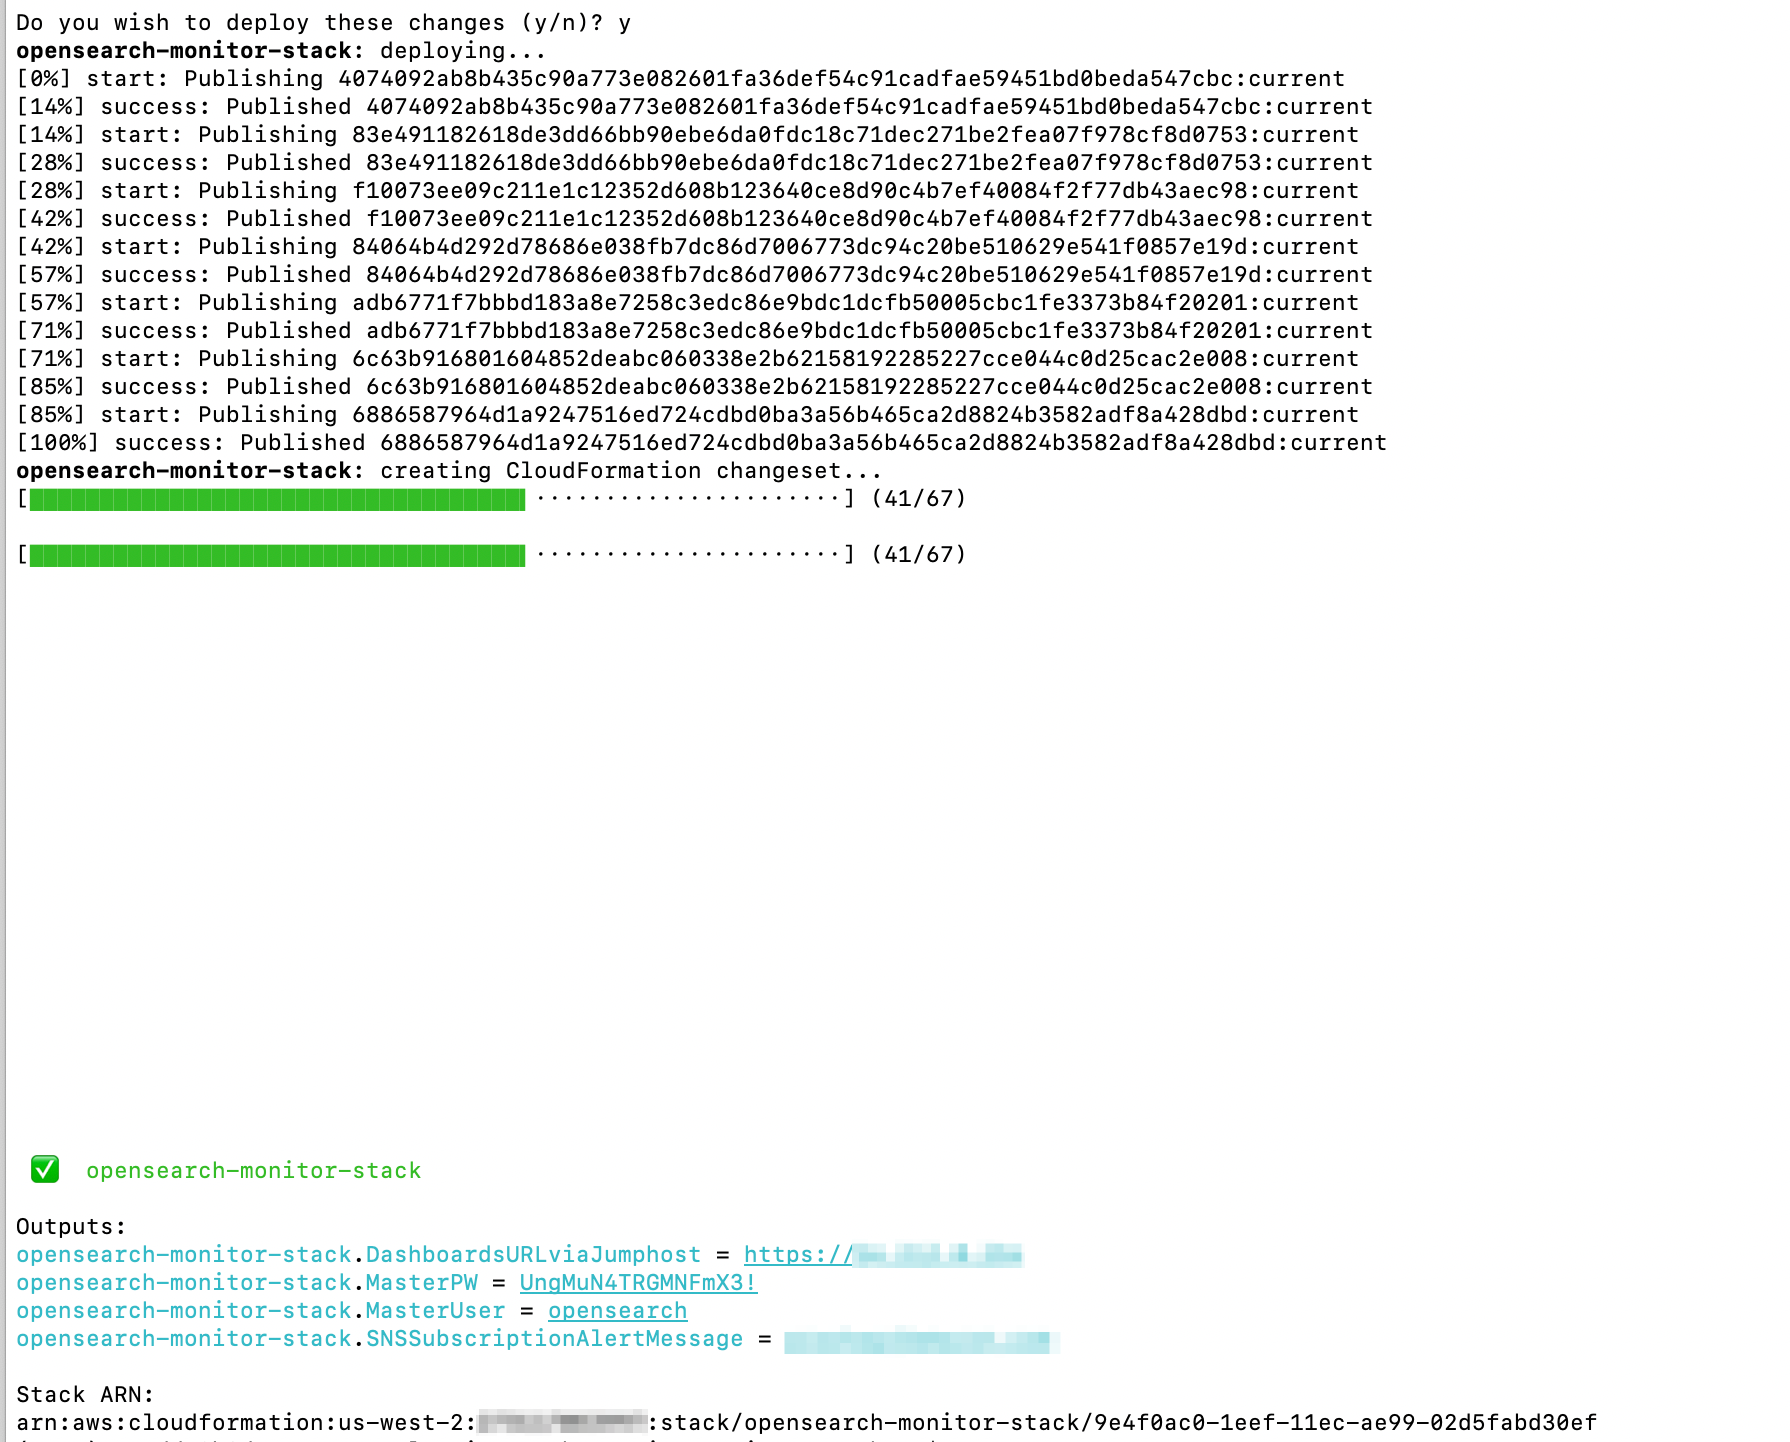 Do you wish to deploy these changes (y/n)? y
opensearch-monitor-stack: deploying...
[0%] start: Publishing 4074092ab8b435c90a773e082601fa36def54c91cadfae59451bd0beda547cbc:current
[14%] success: Published 4074092ab8b435c90a773e082601fa36def54c91cadfae59451bd0beda547cbc:current
[14%] start: Publishing 83e491182618de3dd66bb90ebe6da0fdc18c71dec271be2fea07f978cf8d0753:current
[28%] success: Published 83e491182618de3dd66bb90ebe6da0fdc18c71dec271be2fea07f978cf8d0753:current
[28%] start: Publishing f10073ee09c211e1c12352d608b123640ce8d90c4b7ef40084f2f77db43aec98:current
[42%] success: Published f10073ee09c211e1c12352d608b123640ce8d90c4b7ef40084f2f77db43aec98:current
[42%] start: Publishing 84064b4d292d78686e038fb7dc86d7006773dc94c20be510629e541f0857e19d:current
[57%] success: Published 84064b4d292d78686e038fb7dc86d7006773dc94c20be510629e541f0857e19d:current
[57%] start: Publishing adb6771f7bbbd183a8e7258c3edc86e9bdc1dcfb50005cbc1fe3373b84f20201:current
[71%] success: Published adb6771f7bbbd183a8e7258c3edc86e9bdc1dcfb50005cbc1fe3373b84f20201:current
[71%] start: Publishing 6c63b916801604852deabc060338e2b62158192285227cce044c0d25cac2e008:current
[85%] success: Published 6c63b916801604852deabc060338e2b62158192285227cce044c0d25cac2e008:current
[85%] start: Publishing 6886587964d1a9247516ed724cdbd0ba3a56b465ca2d8824b3582adf8a428dbd:current
[100%] success: Published 6886587964d1a9247516ed724cdbd0ba3a56b465ca2d8824b3582adf8a428dbd:current
opensearch-monitor-stack: creating CloudFormation changeset...
[······················] (41/67)
[······················] (41/67)
✅ opensearch-monitor-stack
Outputs:
opensearch-monitor-stack.DashboardsURLviaJumphost = https://
opensearch-monitor-stack.MasterPW = UngMuN4TRGMNFmX3!
opensearch-monitor-stack.MasterUser = opensearch
opensearch-monitor-stack.SNSSubscriptionAlertMessage =
Stack ARN:
arn:aws:cloudformation:us-west-2::stack/opensearch-monitor-stack/9e4f0ac0-1eef-11ec-ae99-02d5fabd30ef